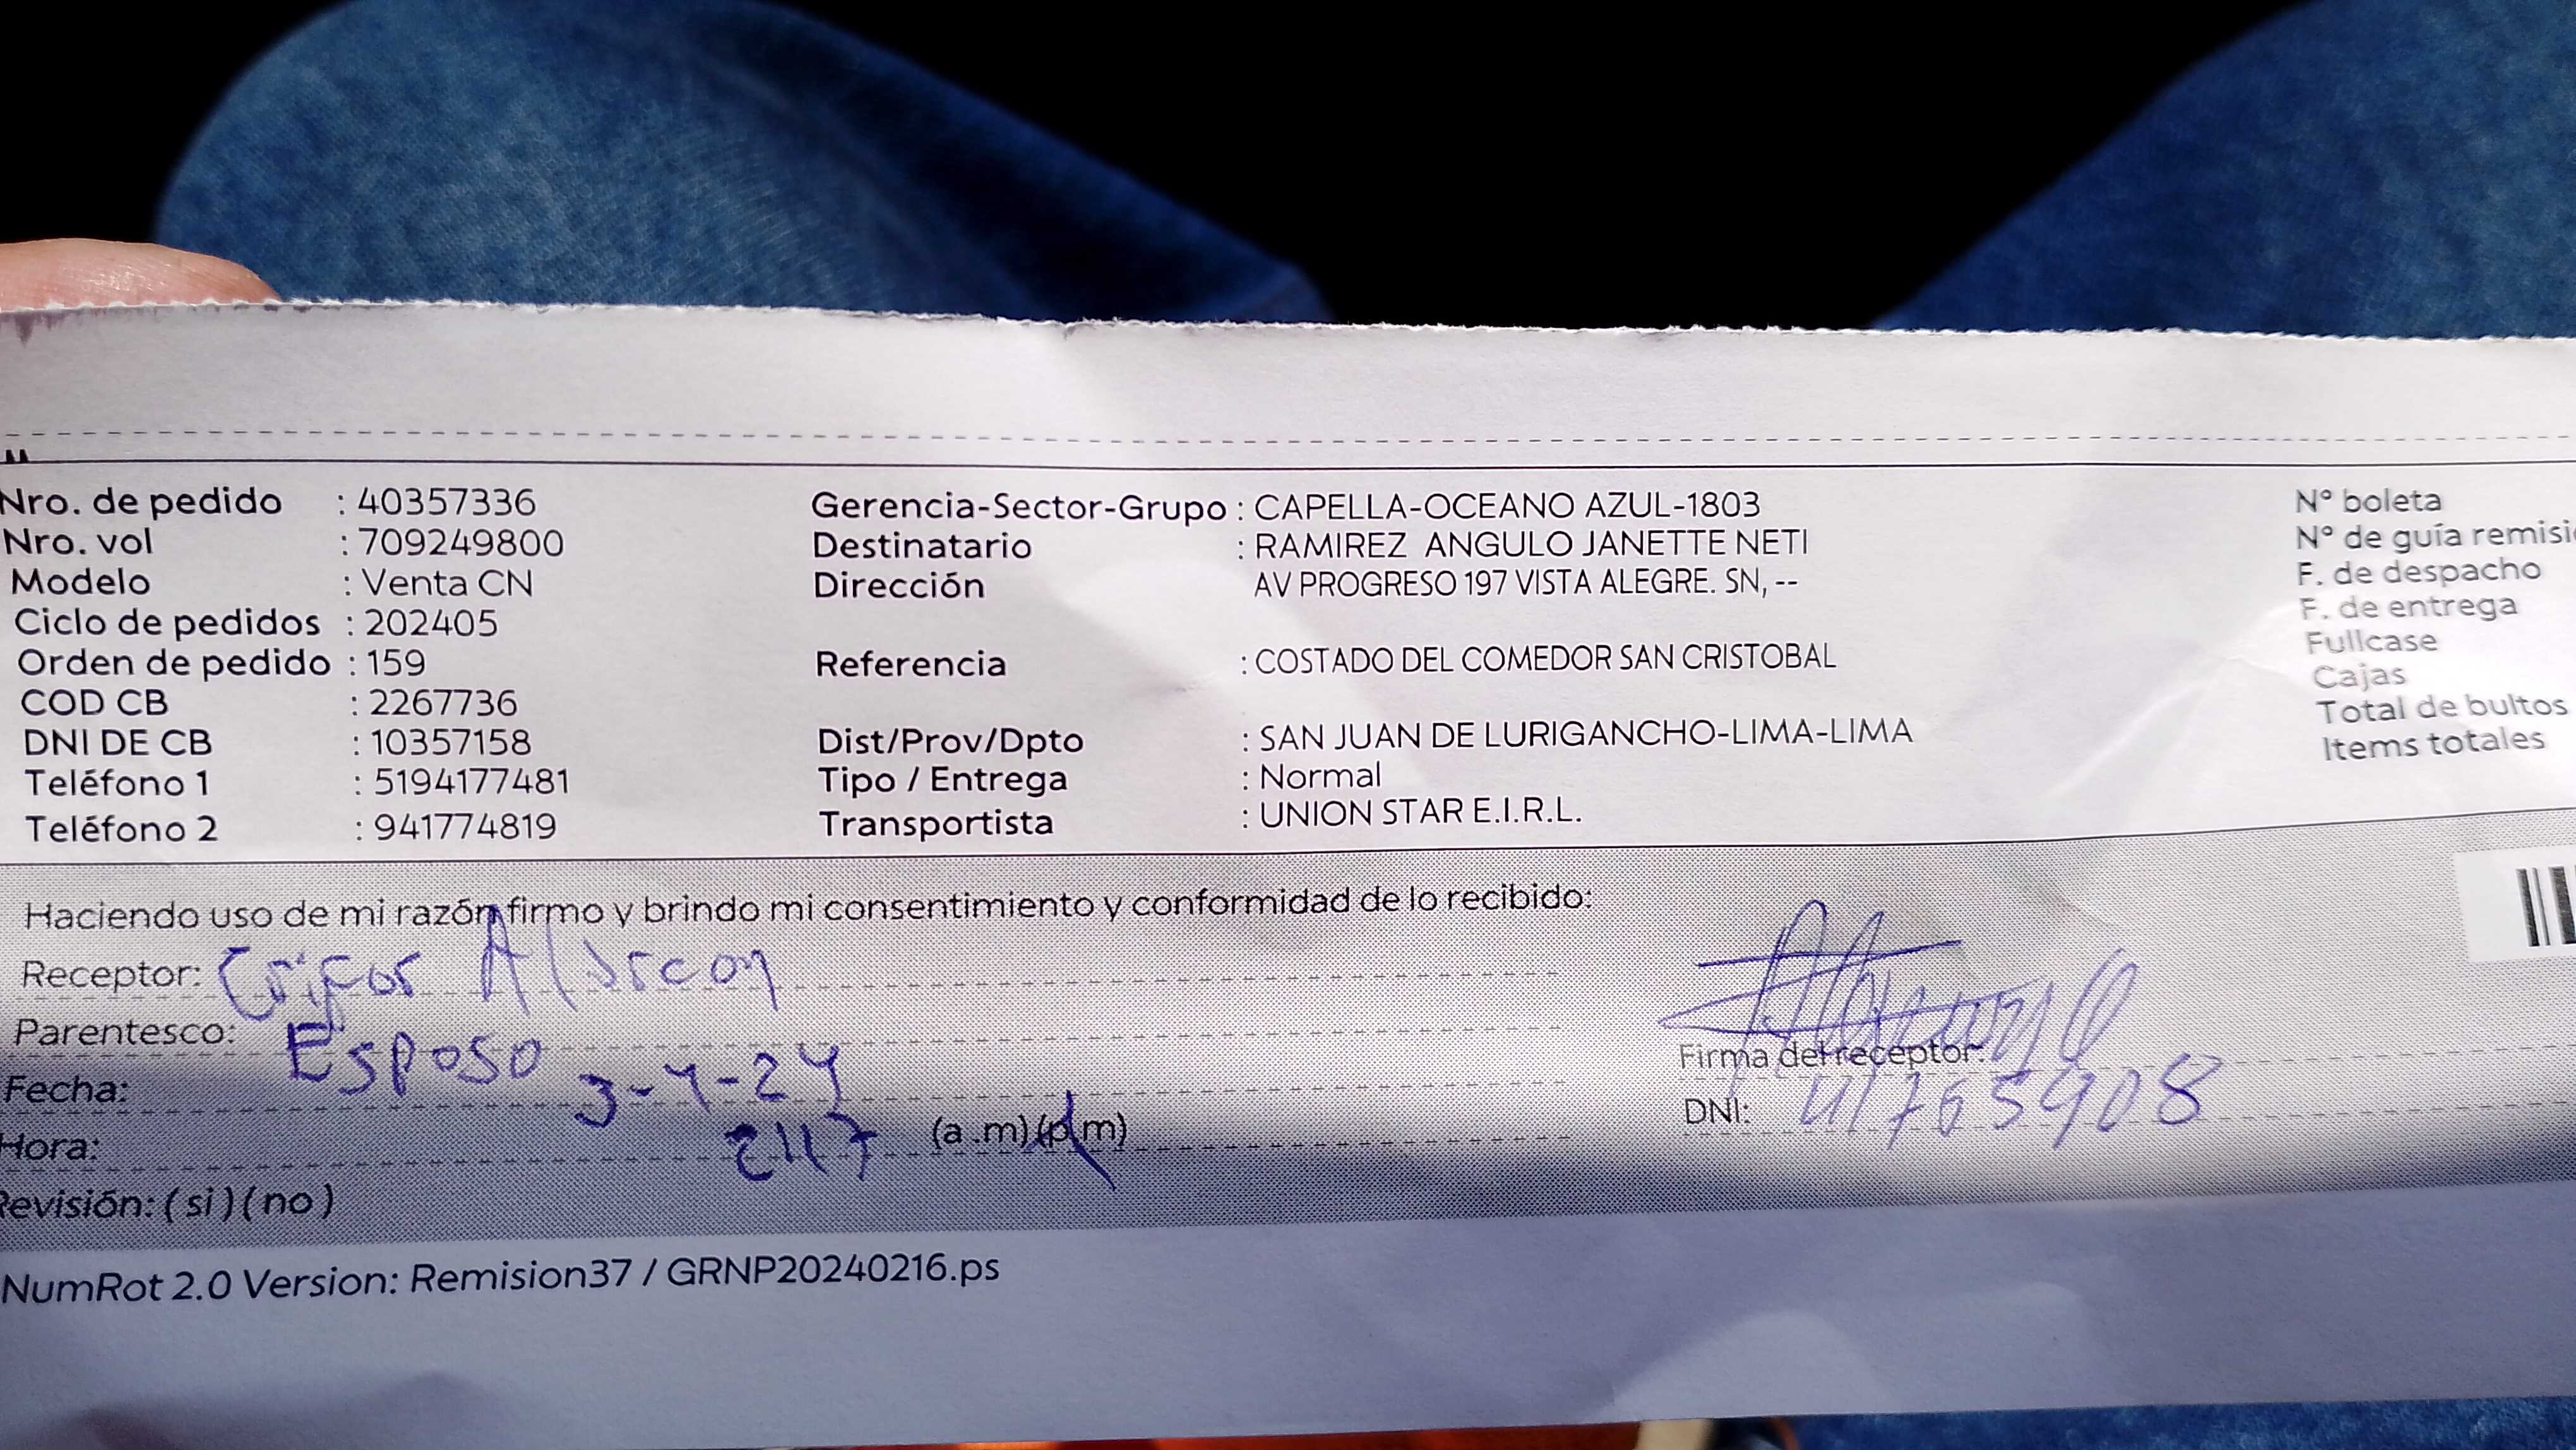 Nro. de pedido : 40357336
Nro. vol : 709249800
Modelo : Venta CN
Ciclo de pedidos : 202405
Orden de pedido : 159
COD CB : 2267736
DNI DE CB : 10357158
Teléfono 1 : 5194177481
Teléfono 2 : 941774819
Gerencia-Sector-Grupo : CAPELLA-OCEANO AZUL-1803
Destinatario : RAMIREZ ANGULO JANETTE NETI
Dirección AV PROGRESO 197 VISTA ALEGRE. SN, --
Referencia : COSTADO DEL COMEDOR SAN CRISTOBAL
Dist/Prov/Dpto : SAN JUAN DE LURIGANCHO-LIMA-LIMA
Tipo / Entrega : Normal
Transportista : UNION STAR E.I.R.L.
N° boleta
N° de guía
F. de despacho
F. de entrega
Fullcase
Cajas
Total de bultos
Items totales
Haciendo uso de mi razón firmo y brindo mi consentimiento y conformidad de lo recibido:
Receptor: Alarcon
Parentesco: Esposo
Fecha: 3-4-24
Hora: (a.m)(p.m)
Revisión: (si)(no)
Firma del receptor:
DNI: 41765908
NumRot 2.0 Version: Remision37 / GRNP20240216.ps